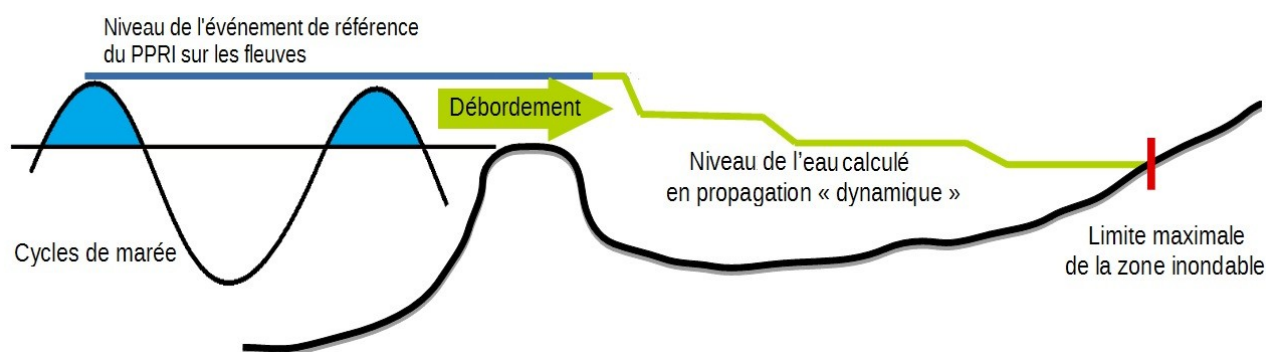 Niveau de l'événement de référence
du PPRI sur les fleuves
Débordement
Niveau de l'eau calculé
en propagation « dynamique »
Cycles de marée
Limite maximale
de la zone inondable